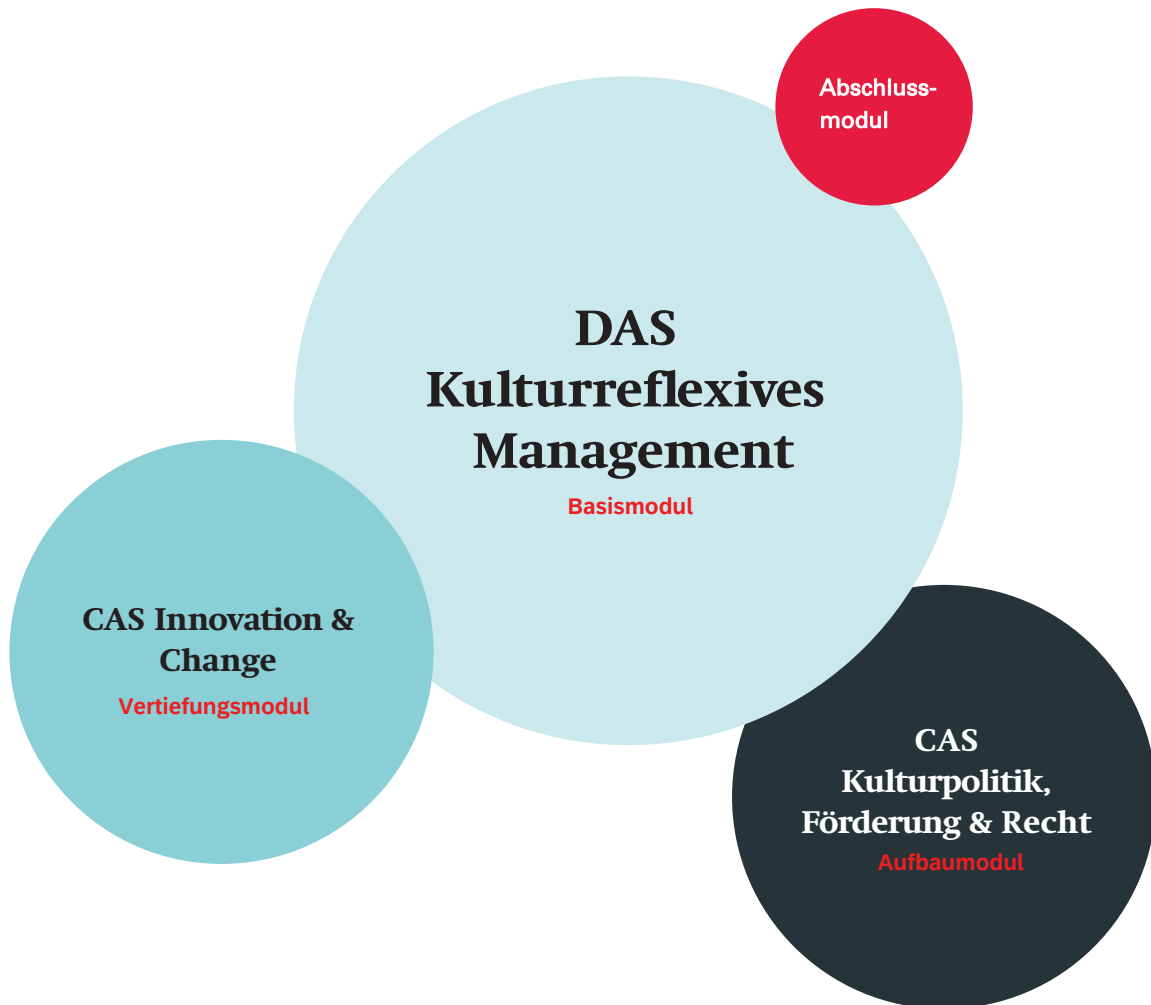 Abschluss-
modul
DAS
Kulturreflexives
Management
Basismodul
CAS Innovation &
Change
Vertiefungsmodul
CAS
Kulturpolitik,
Förderung & Recht
Aufbaumodul